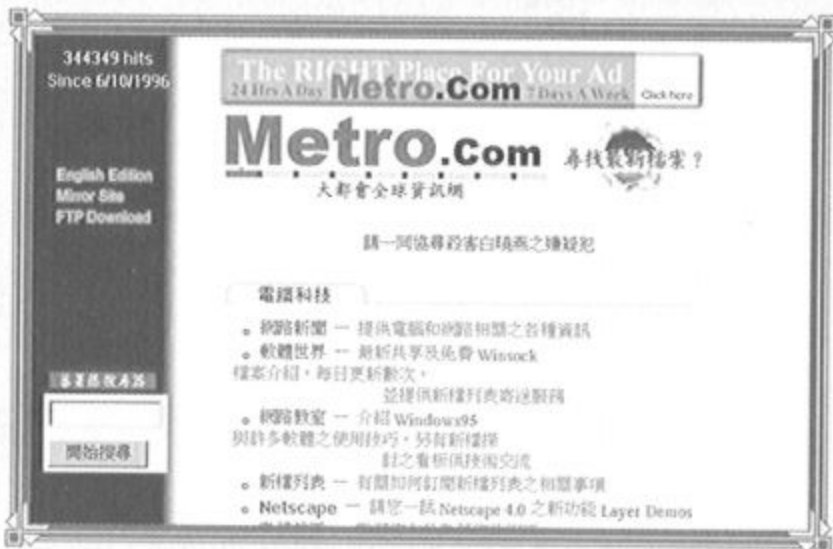 344349 hits
Since 6/10/1996
English Edition
Mirror Site
FTP Download
開始搜尋
The RIGHT Place For Your Ad
24 Hrs A Day Metro.Com 7 Days A Week Click here
Metro.Com
尋找最新檔案？
大都會全球資訊網
請一同協尋殺害白曉燕之嫌疑犯
電腦科技
網路新聞 — 提供電腦和網路相關之各種資訊
軟體世界 — 最新共享及免費 Winsock
檔案介紹，每日更新數次，
並提供新檔列表寄送服務
網路教室 — 介紹 Windows95
與許多軟體之使用技巧，另有新檔探
討之看板供技術交流
新檔列表 — 有關如何訂閱新檔列表之相關事項
Netscape — 請您一試 Netscape 4.0 之新功能 Layer Demos